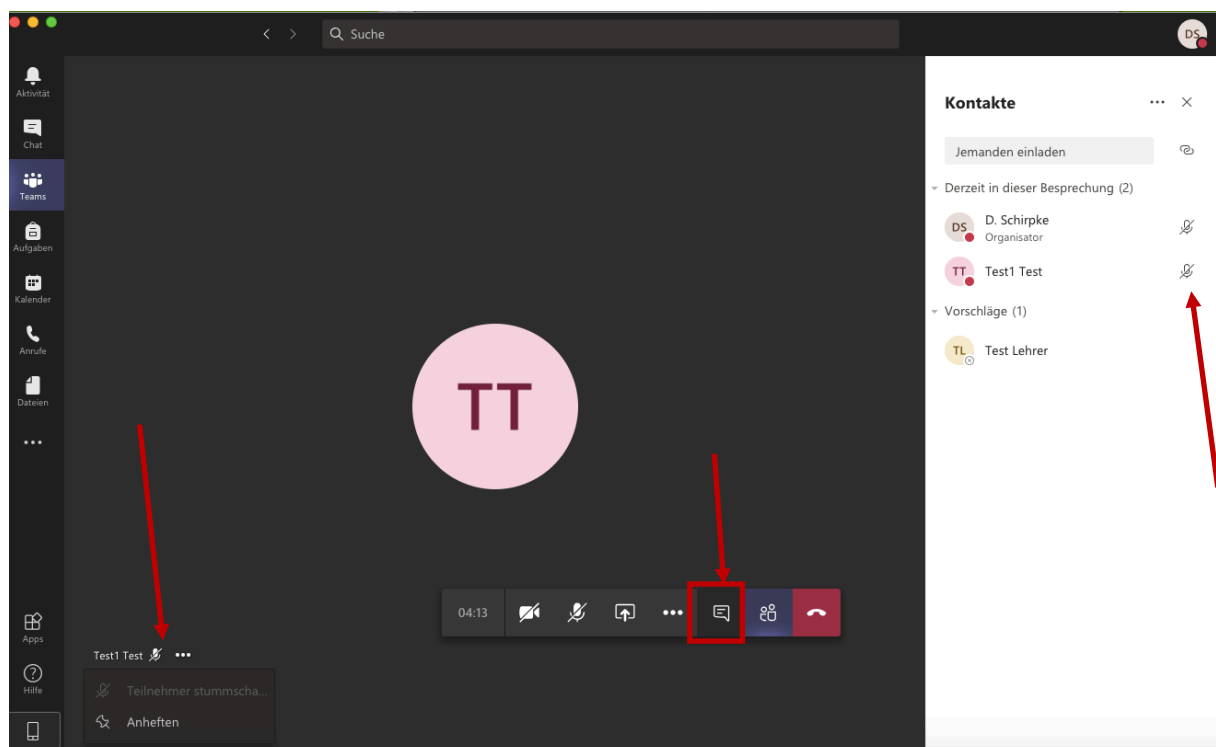 Suche
DS
Aktivität
Chat
Teams
Aufgaben
Kalender
Anrufe
Dateien
Apps
Hilfe
TT
04:13
Test1 Test
Teilnehmer stummscha...
Anheften
Kontakte
Jemanden einladen
Derzeit in dieser Besprechung (2)
DS D. Schirpke
Organisator
TT Test1 Test
Vorschläge (1)
TL Test Lehrer